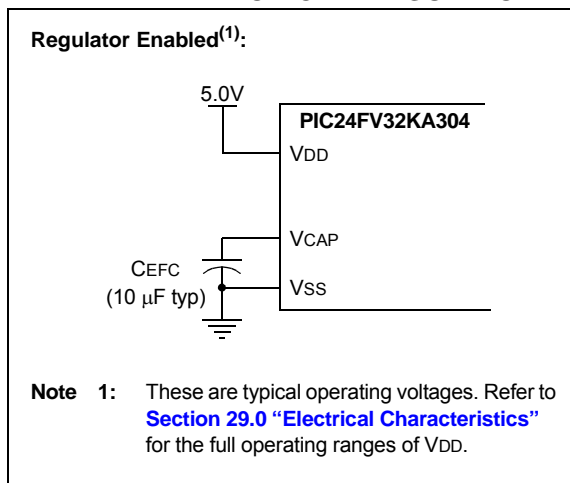 Regulator Enabled(1):
5.0V
PIC24FV32KA304
VDD
VCAP
CEFC
(10 μF typ)
VSS
Note 1: These are typical operating voltages. Refer to
Section 29.0 “Electrical Characteristics”
for the full operating ranges of VDD.